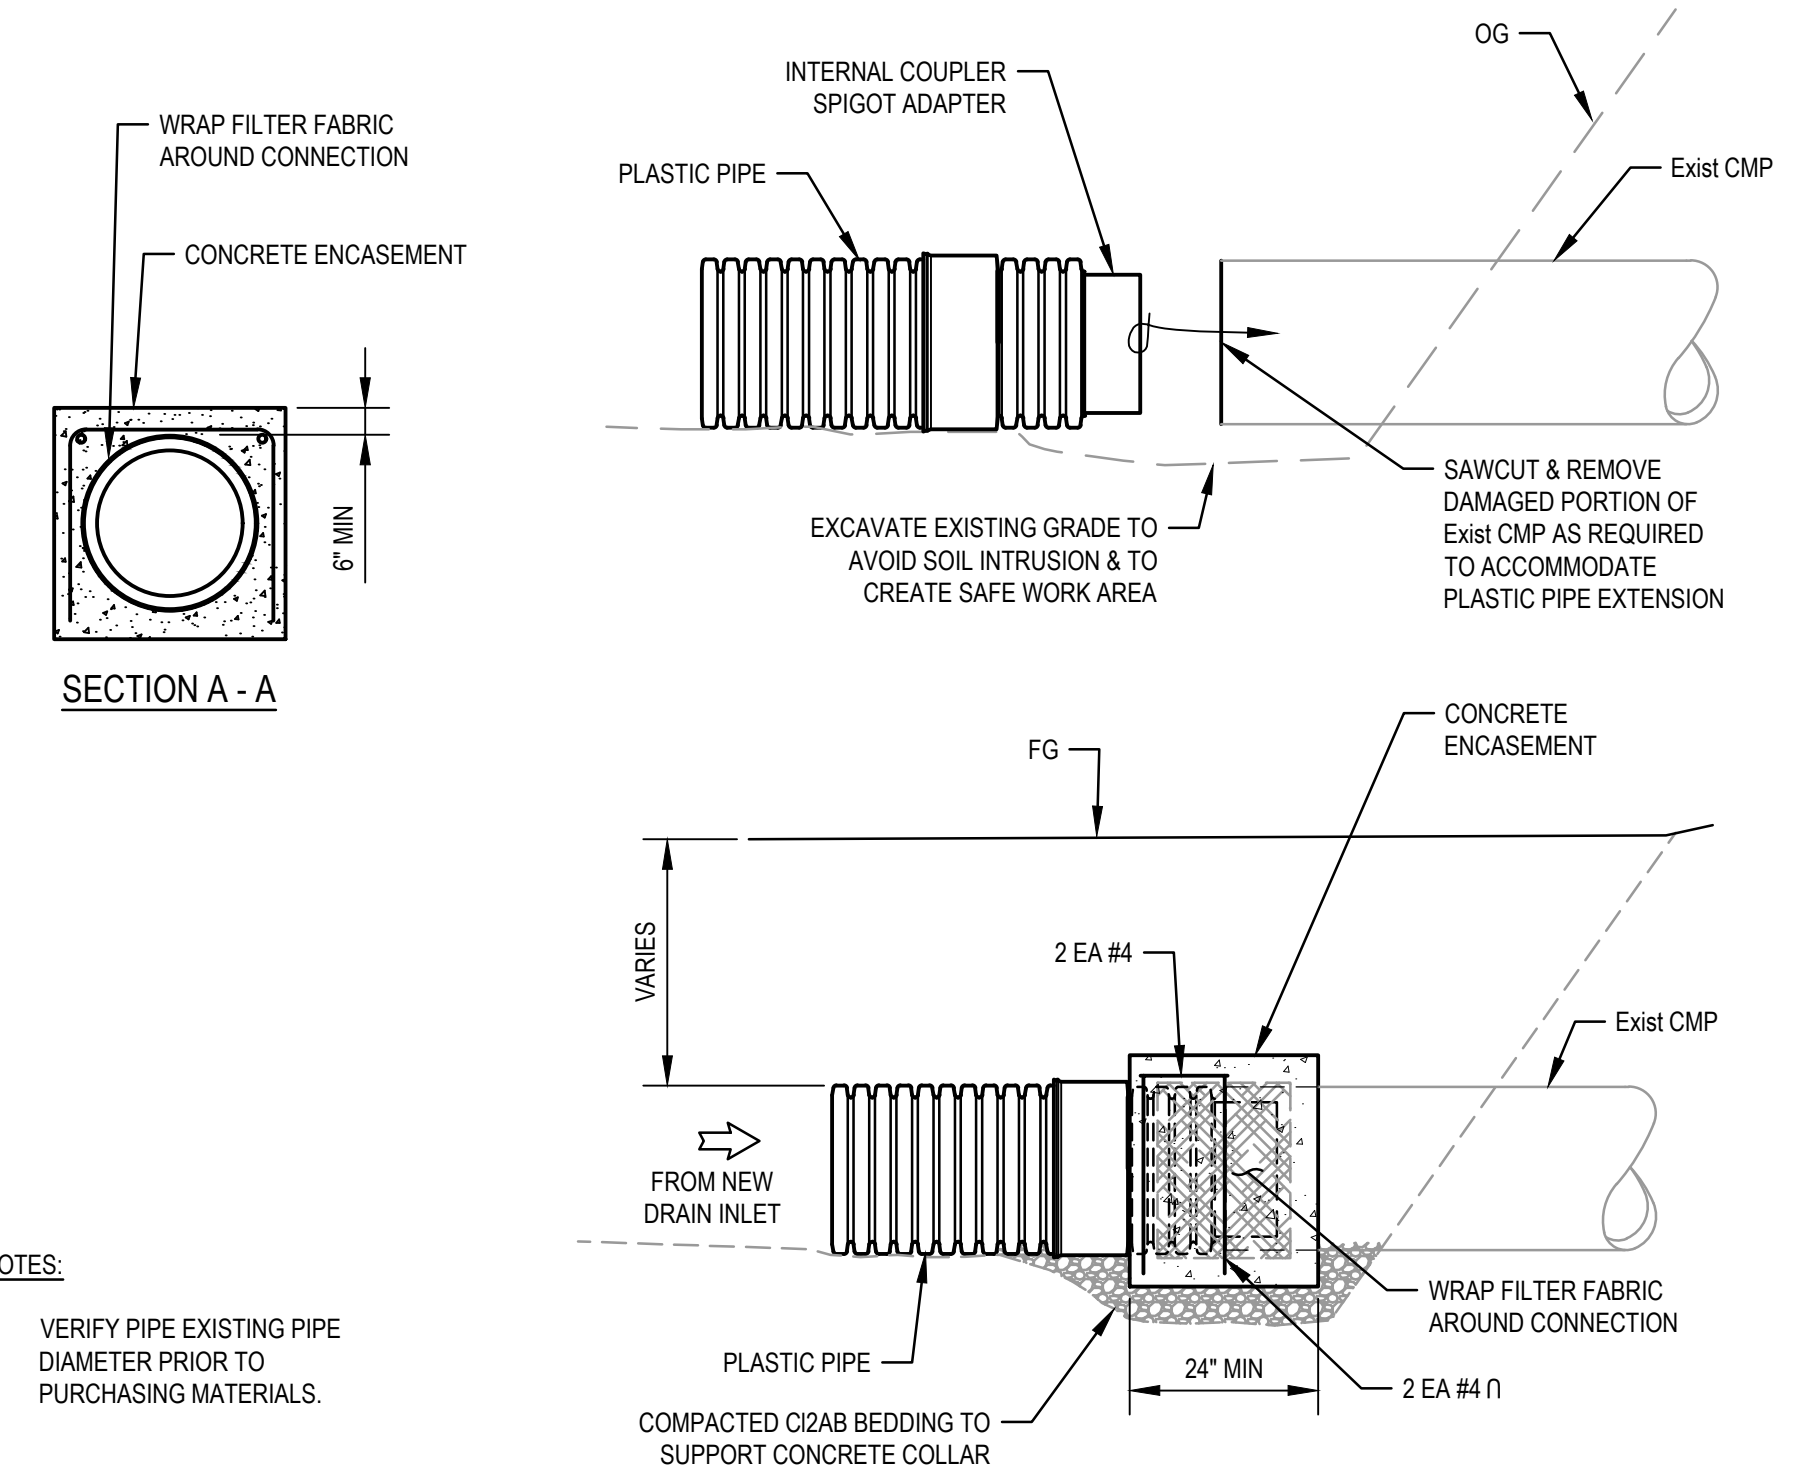 WRAP FILTER FABRIC
AROUND CONNECTION
CONCRETE ENCASEMENT
6" MIN
SECTION A - A
INTERNAL COUPLER
SPIGOT ADAPTER
PLASTIC PIPE
OG
Exist CMP
EXCAVATE EXISTING GRADE TO
AVOID SOIL INTRUSION & TO
CREATE SAFE WORK AREA
SAWCUT & REMOVE
DAMAGED PORTION OF
Exist CMP AS REQUIRED
TO ACCOMMODATE
PLASTIC PIPE EXTENSION
FG
CONCRETE
ENCASEMENT
VARIES
2 EA #4
Exist CMP
FROM NEW
DRAIN INLET
PLASTIC PIPE
COMPACTED Cl2AB BEDDING TO
SUPPORT CONCRETE COLLAR
24" MIN
WRAP FILTER FABRIC
AROUND CONNECTION
2 EA #4 ∩
OTES:
VERIFY PIPE EXISTING PIPE
DIAMETER PRIOR TO
PURCHASING MATERIALS.